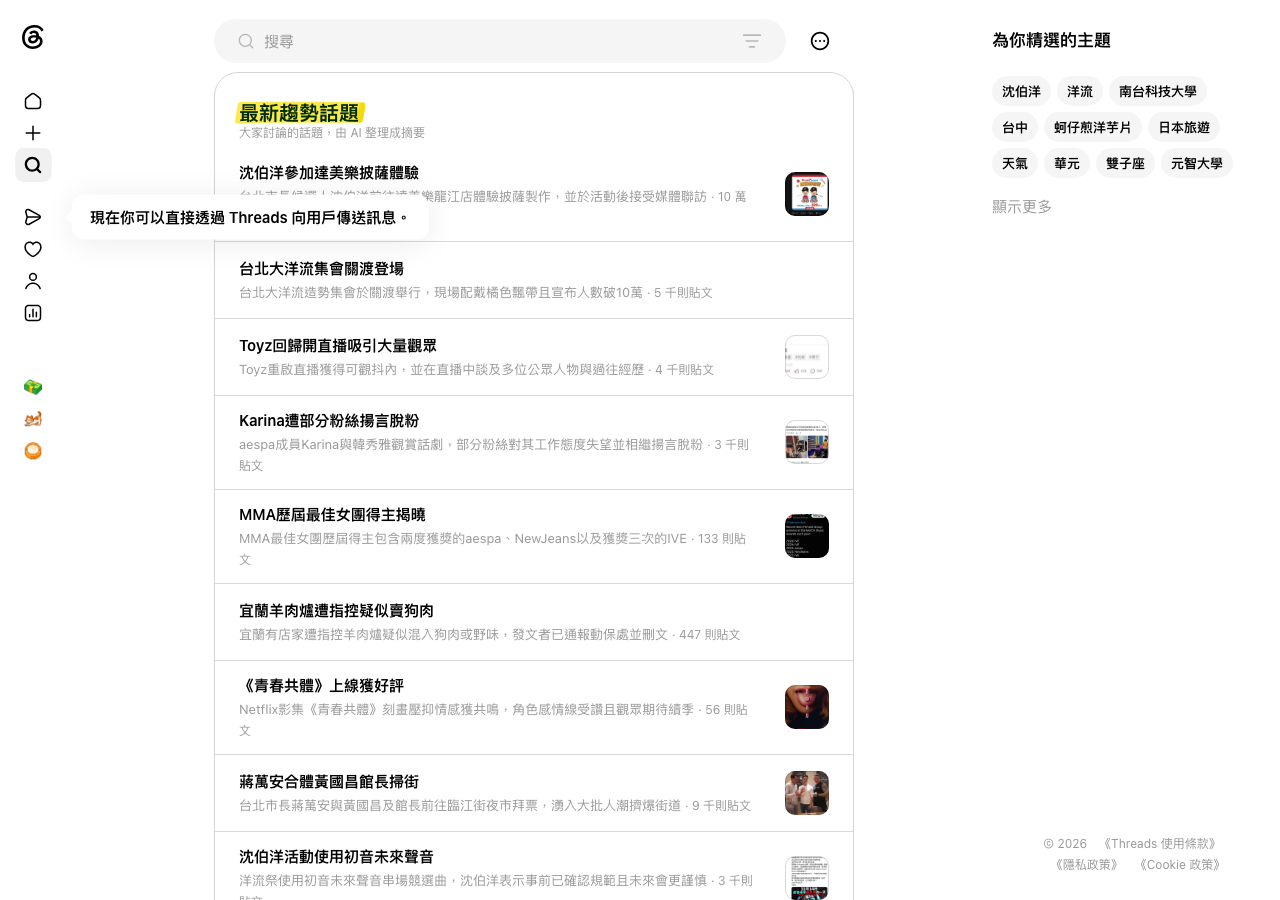 搜尋
最新趨勢話題
大家討論的話題，由 AI 整理成摘要
沈伯洋參加達美樂披薩體驗
樂龍江店體驗披薩製作，並於活動後接受媒體聯訪 · 10 萬
現在你可以直接透過 Threads 向用戶傳送訊息。
台北大洋流集會關渡登場
台北大洋流造勢集會於關渡舉行，現場配戴橘色飄帶且宣布人數破10萬 · 5 千則貼文
Toyz回歸開直播吸引大量觀眾
Toyz重啟直播獲得可觀抖內，並在直播中談及多位公眾人物與過往經歷 · 4 千則貼文
Karina遭部分粉絲揚言脫粉
aespa成員Karina與韓秀雅觀賞話劇，部分粉絲對其工作態度失望並相繼揚言脫粉 · 3 千則
貼文
MMA歷屆最佳女團得主揭曉
MMA最佳女團歷屆得主包含兩度獲獎的aespa、NewJeans以及獲獎三次的IVE · 133 則貼
文
宜蘭羊肉爐遭指控疑似賣狗肉
宜蘭有店家遭指控羊肉爐疑似混入狗肉或野味，發文者已通報動保處並刪文 · 447 則貼文
《青春共體》上線獲好評
Netflix影集《青春共體》刻畫壓抑情感獲共鳴，角色感情線受讚且觀眾期待續季 · 56 則貼
文
蔣萬安合體黃國昌館長掃街
台北市長蔣萬安與黃國昌及館長前往臨江街夜市拜票，湧入大批人潮擠爆街道 · 9 千則貼文
沈伯洋活動使用初音未來聲音
洋流祭使用初音未來聲音串場競選曲，沈伯洋表示事前已確認規範且未來會更謹慎 · 3 千則
為你精選的主題
沈伯洋 洋流 南台科技大學
台中 蚵仔煎洋芋片 日本旅遊
天氣 華元 雙子座 元智大學
顯示更多
© 2026 《Threads 使用條款》
《隱私政策》 《Cookie 政策》